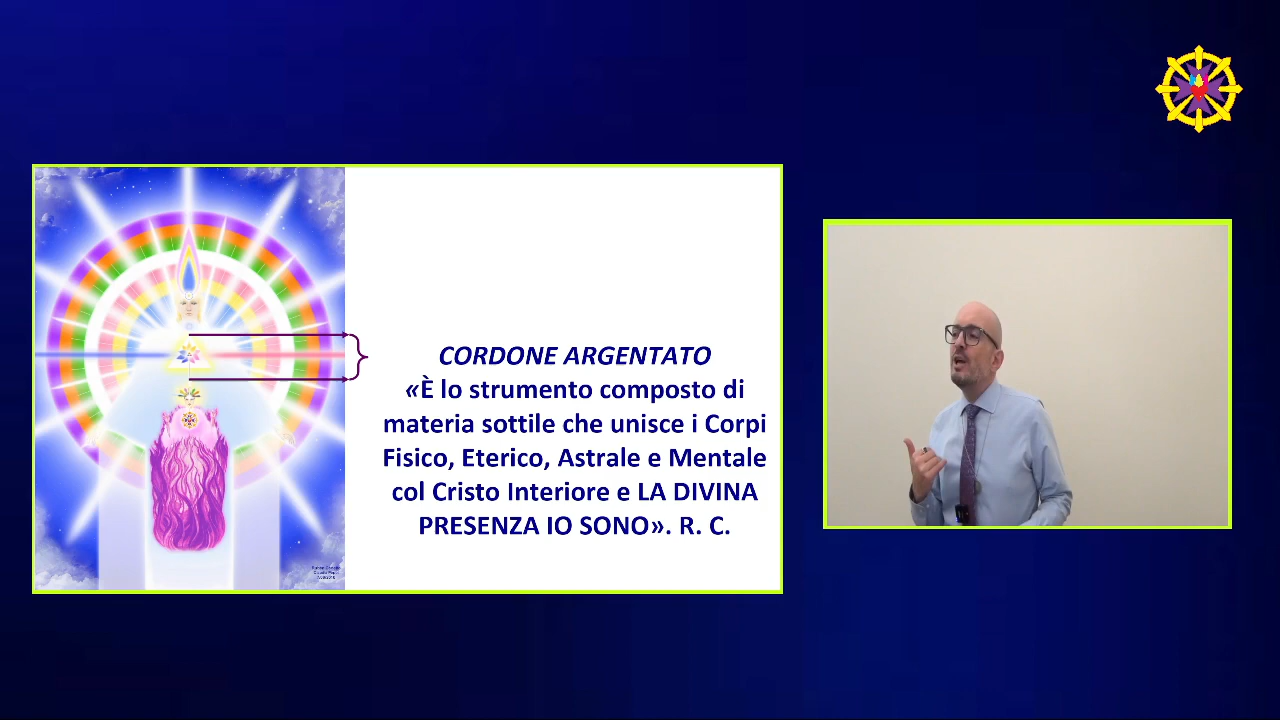 CORDONE ARGENTATO
«È lo strumento composto di
materia sottile che unisce i Corpi
Fisico, Eterico, Astrale e Mentale
col Cristo Interiore e LA DIVINA
PRESENZA IO SONO». R. C.